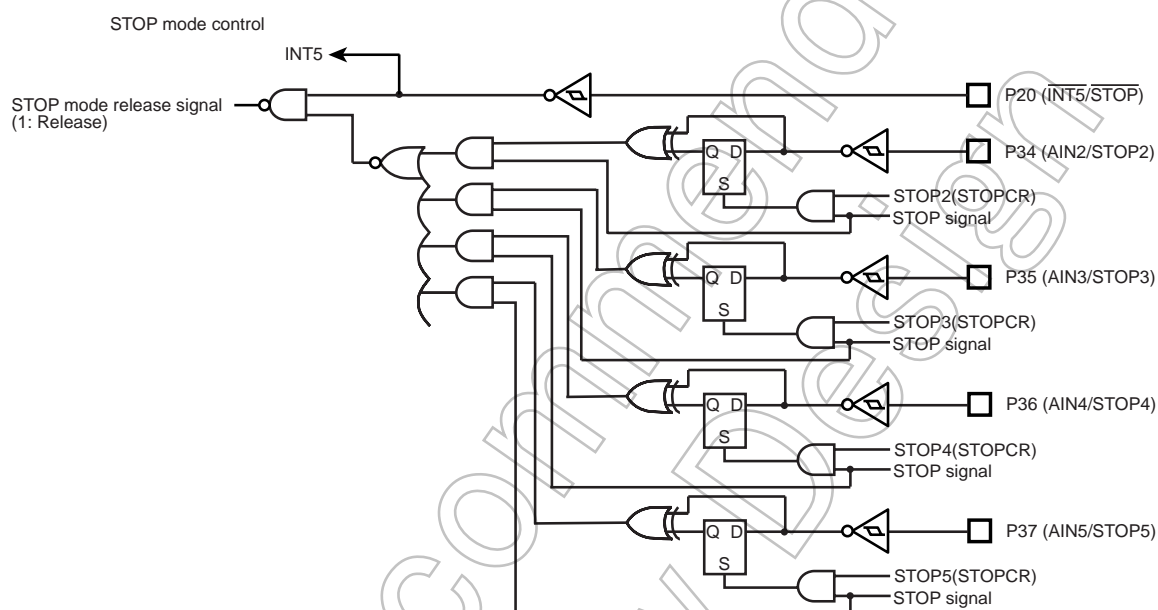 STOP mode control
INT5
STOP mode release signal
(1: Release)
P20 (INT5/STOP)
P34 (AIN2/STOP2)
Q D
S
STOP2(STOPCR)
STOP signal
P35 (AIN3/STOP3)
Q D
S
STOP3(STOPCR)
STOP signal
P36 (AIN4/STOP4)
Q D
S
STOP4(STOPCR)
STOP signal
P37 (AIN5/STOP5)
Q D
S
STOP5(STOPCR)
STOP signal